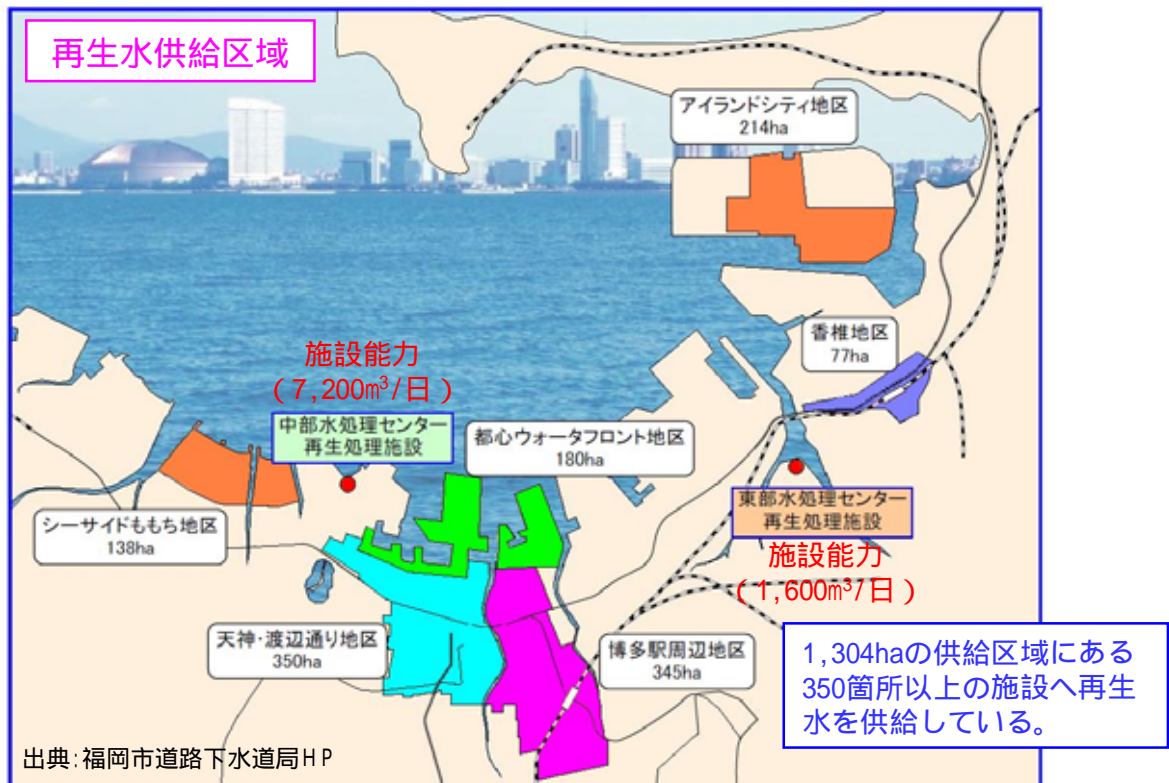 再生水供給区域
アイランドシティ地区
214ha
香椎地区
77ha
施設能力
(7,200m³/日)
中部水処理センター
再生処理施設
都心ウォータフロント地区
180ha
東部水処理センター
再生処理施設
施設能力
(1,600m³/日)
シーサイドももち地区
138ha
天神・渡辺通り地区
350ha
博多駅周辺地区
345ha
1,304haの供給区域にある
350箇所以上の施設へ再生
水を供給している。
出典:福岡市道路下水道局HP